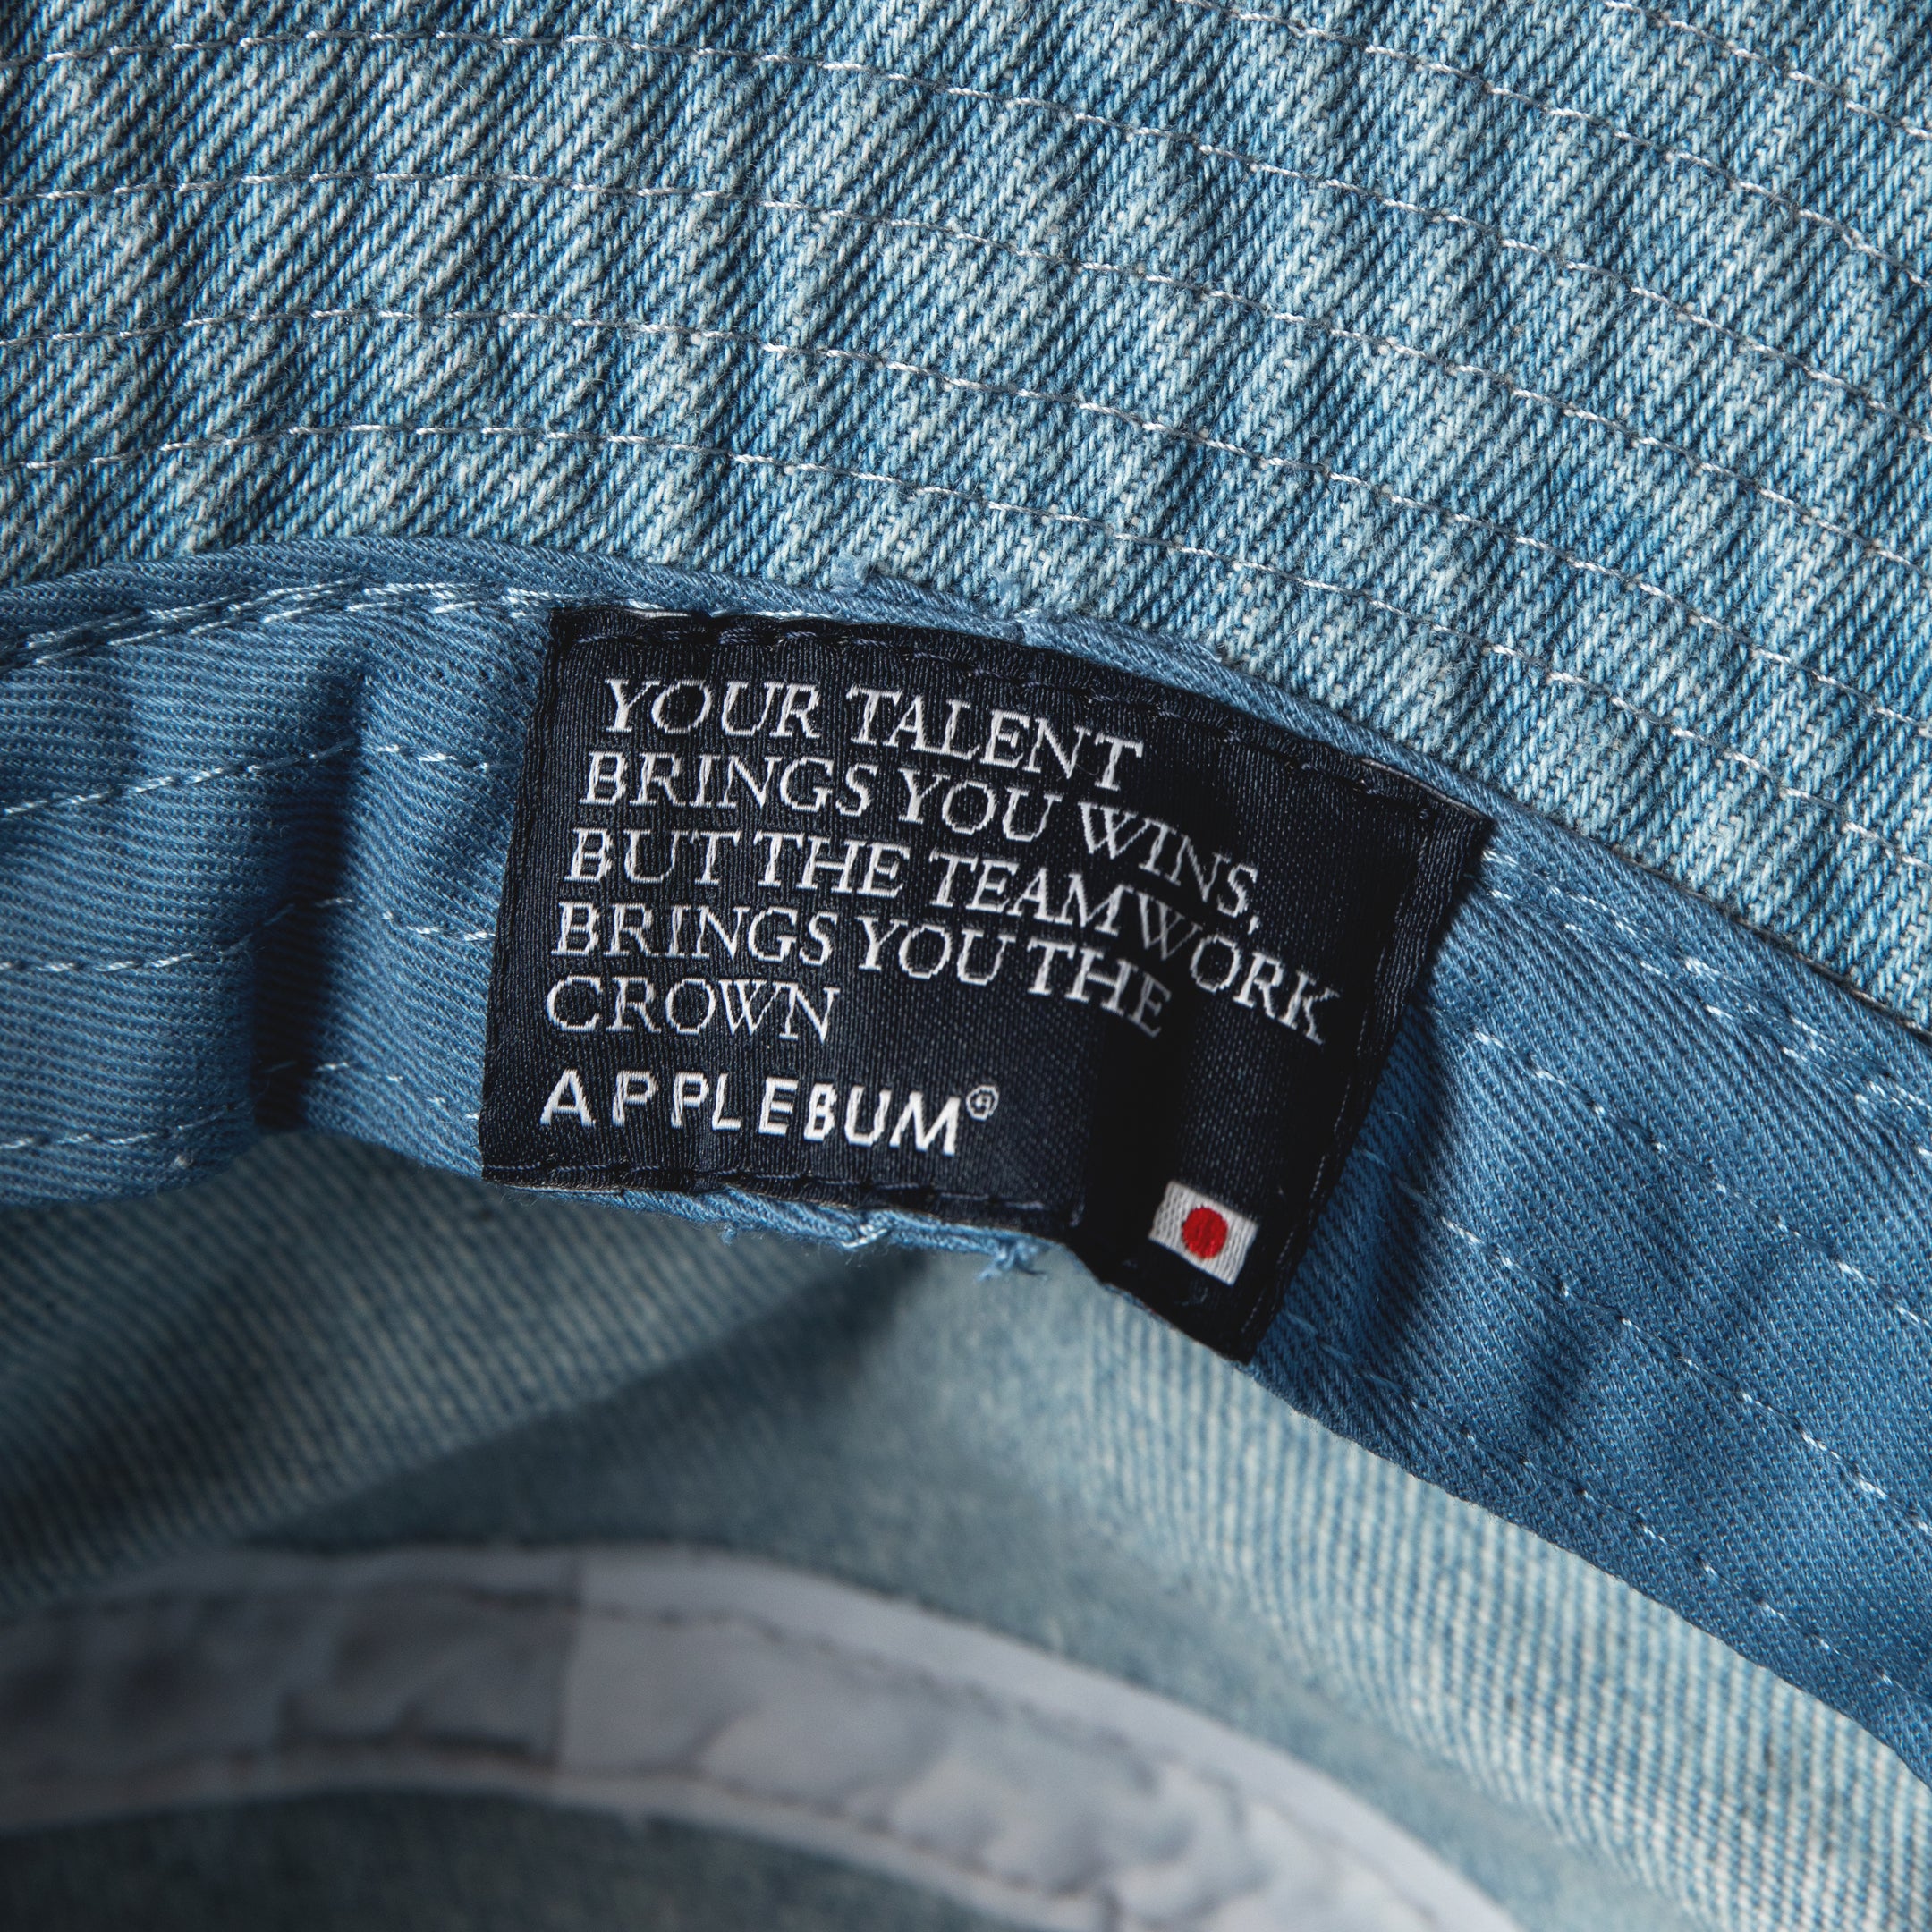 YOUR TALENT
BRINGS YOU WINS,
BUT THE TEAMWORK
BRINGS YOU THE
CROWN
APPLEBUM®